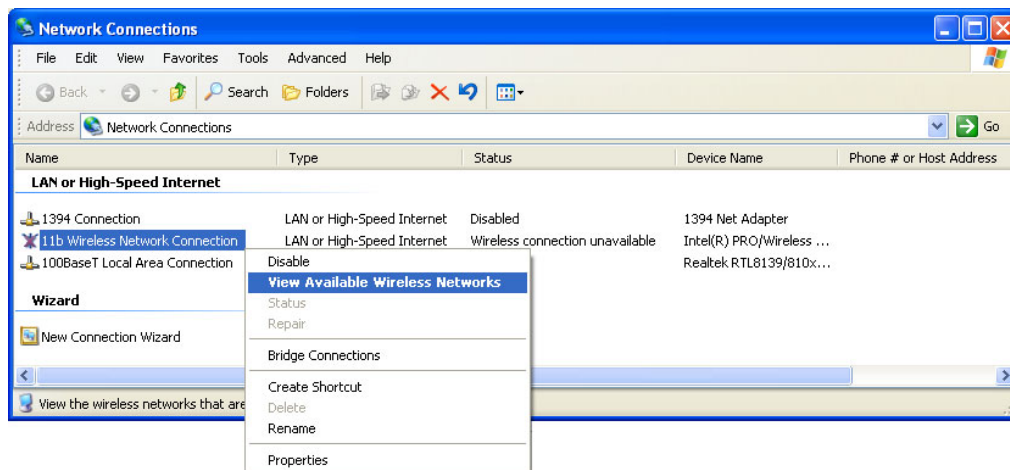 Network Connections
File Edit View Favorites Tools Advanced Help
Back Search Folders
Address Network Connections Go
Name Type Status Device Name Phone # or Host Address
LAN or High-Speed Internet
1394 Connection LAN or High-Speed Internet Disabled 1394 Net Adapter
11b Wireless Network Connection LAN or High-Speed Internet Wireless connection unavailable Intel(R) PRO/Wireless ...
100BaseT Local Area Connection Realtek RTL8139/810x...
Disable
View Available Wireless Networks
Status
Repair
Bridge Connections
Create Shortcut
Delete
Rename
Properties
Wizard
New Connection Wizard
View the wireless networks that are